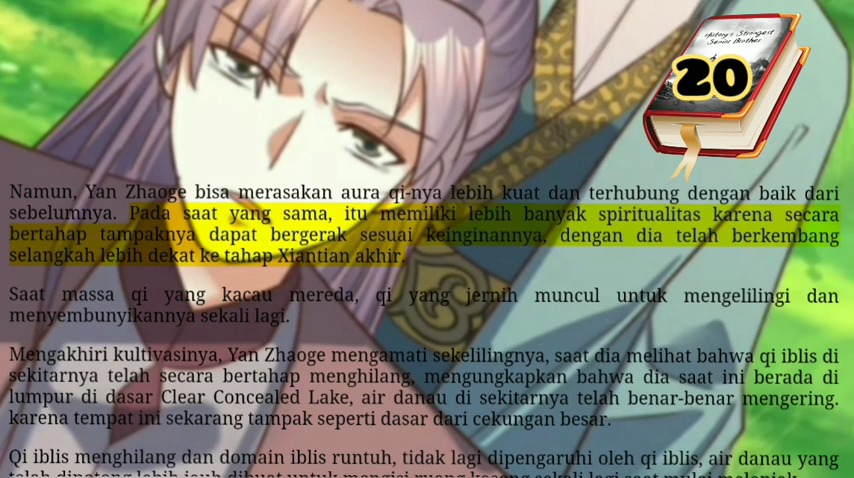 History's Strongest
Senior Brother
20
Namun, Yan Zhaoge bisa merasakan aura qi-nya lebih kuat dan terhubung dengan baik dari
sebelumnya. Pada saat yang sama, itu memiliki lebih banyak spiritualitas karena secara
bertahap tampaknya dapat bergerak sesuai keinginannya, dengan dia telah berkembang
selangkah lebih dekat ke tahap Xiantian akhir.
Saat massa qi yang kacau mereda, qi yang jernih muncul untuk mengelilingi dan
menyembunyikannya sekali lagi.
Mengakhiri kultivasinya, Yan Zhaoge mengamati sekelilingnya, saat dia melihat bahwa qi iblis di
sekitarnya telah secara bertahap menghilang, mengungkapkan bahwa dia saat ini berada di
lumpur di dasar Clear Concealed Lake, air danau di sekitarnya telah benar-benar mengering.
karena tempat ini sekarang tampak seperti dasar dari cekungan besar.
Qi iblis menghilang dan domain iblis runtuh, tidak lagi dipengaruhi oleh qi iblis, air danau yang